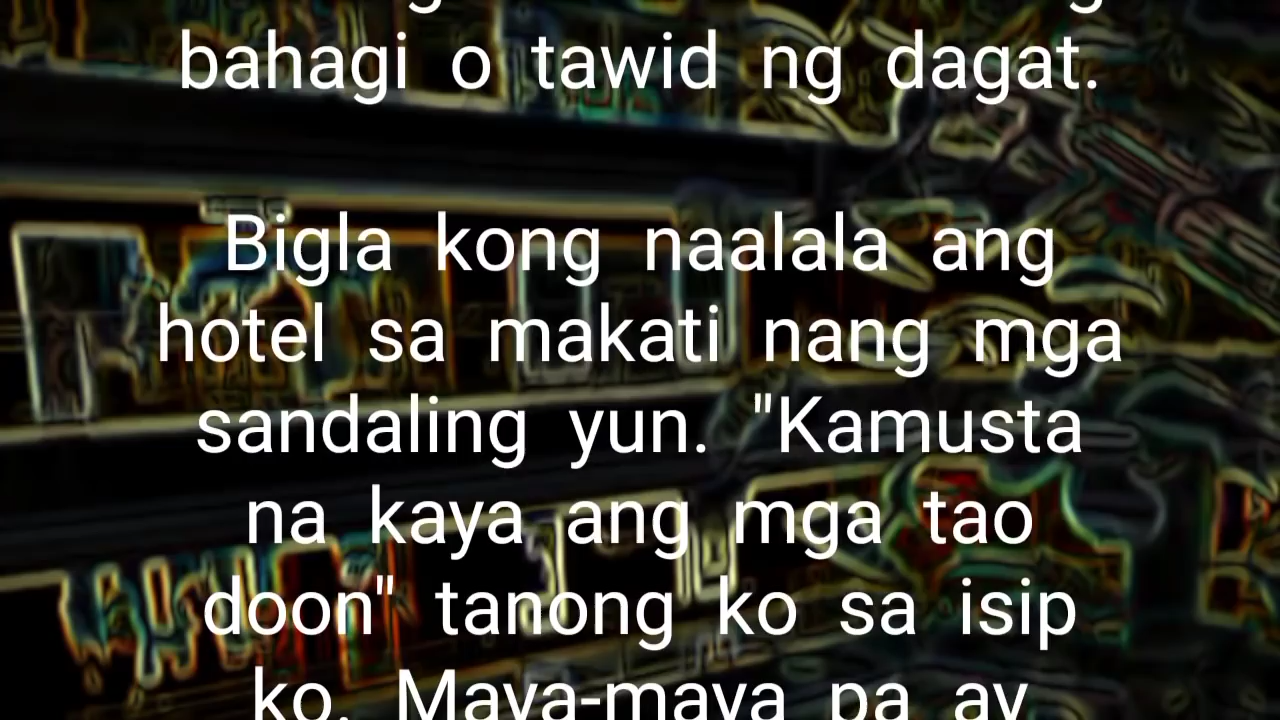 bahagi o tawid ng dagat.
Bigla kong naalala ang
hotel sa makati nang mga
sandaling yun. "Kamusta
na kaya ang mga tao
doon" tanong ko sa isip
ko. Maya-maya pa ay